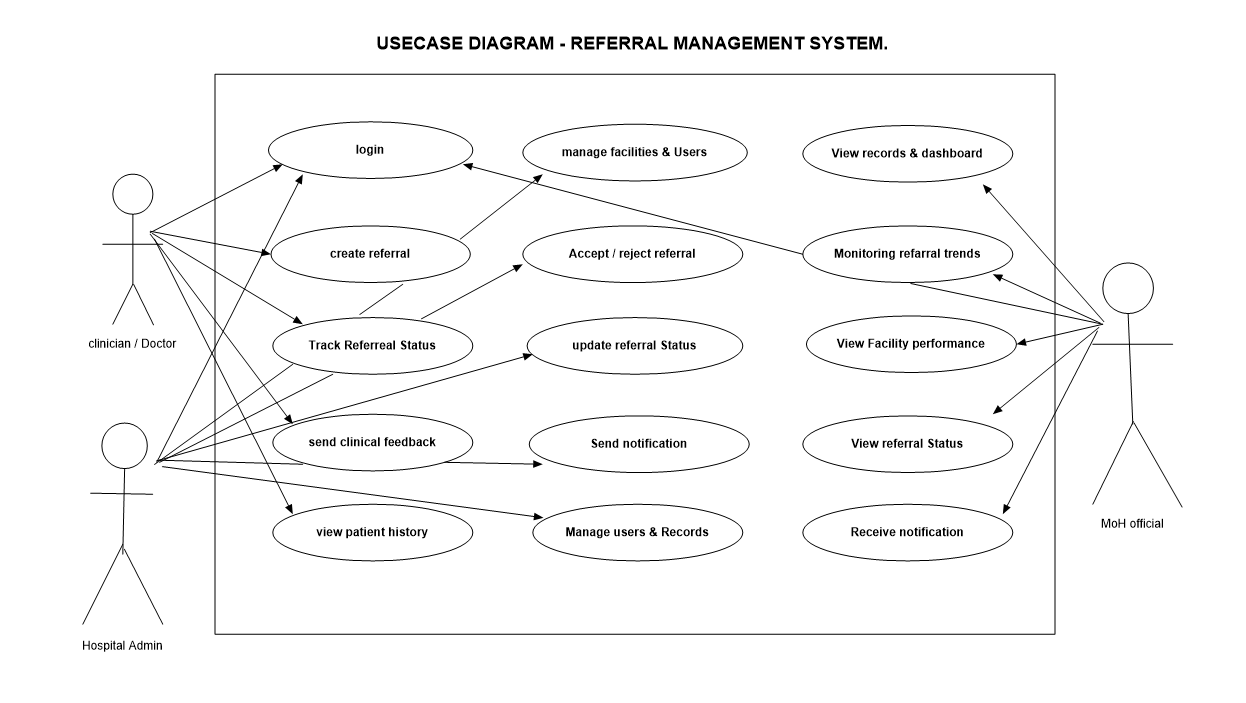 USECASE DIAGRAM - REFERRAL MANAGEMENT SYSTEM.
login
manage facilities & Users
View records & dashboard
create referral
Accept / reject referral
Monitoring refarral trends
clinician / Doctor
Track Referreal Status
update referral Status
View Facility performance
send clinical feedback
Send notification
View referral Status
MoH official
view patient history
Manage users & Records
Receive notification
Hospital Admin